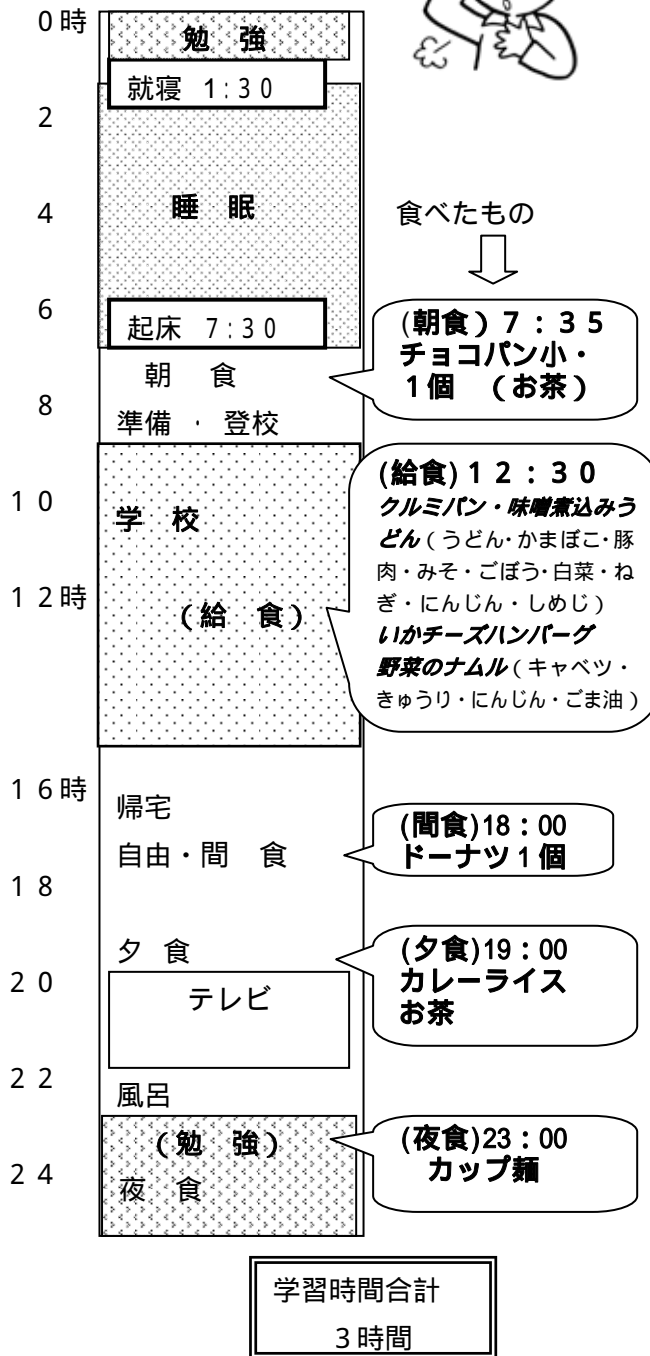 0時
勉 強
就寝 1:30
2
睡 眠
4
食べたもの
6
起床 7:30
(朝食)7:35
チョコパン小・
1個 (お茶)
朝 食
8
準備 ・ 登校
(給食)12:30
クルミパン・味噌煮込みう
どん(うどん・かまぼこ・豚
肉・みそ・ごぼう・白菜・ね
ぎ・にんじん・しめじ)
いかチーズハンバーグ
野菜のナムル(キャベツ・
きゅうり・にんじん・ごま油)
10
学 校
12時
(給 食)
16時
帰宅
自由・間 食
(間食)18:00
ドーナツ1個
18
夕 食
(夕食)19:00
カレーライス
お茶
20
テレビ
22
風呂
(勉 強)
(夜食)23:00
カップ麺
24
夜 食
学習時間合計
3時間